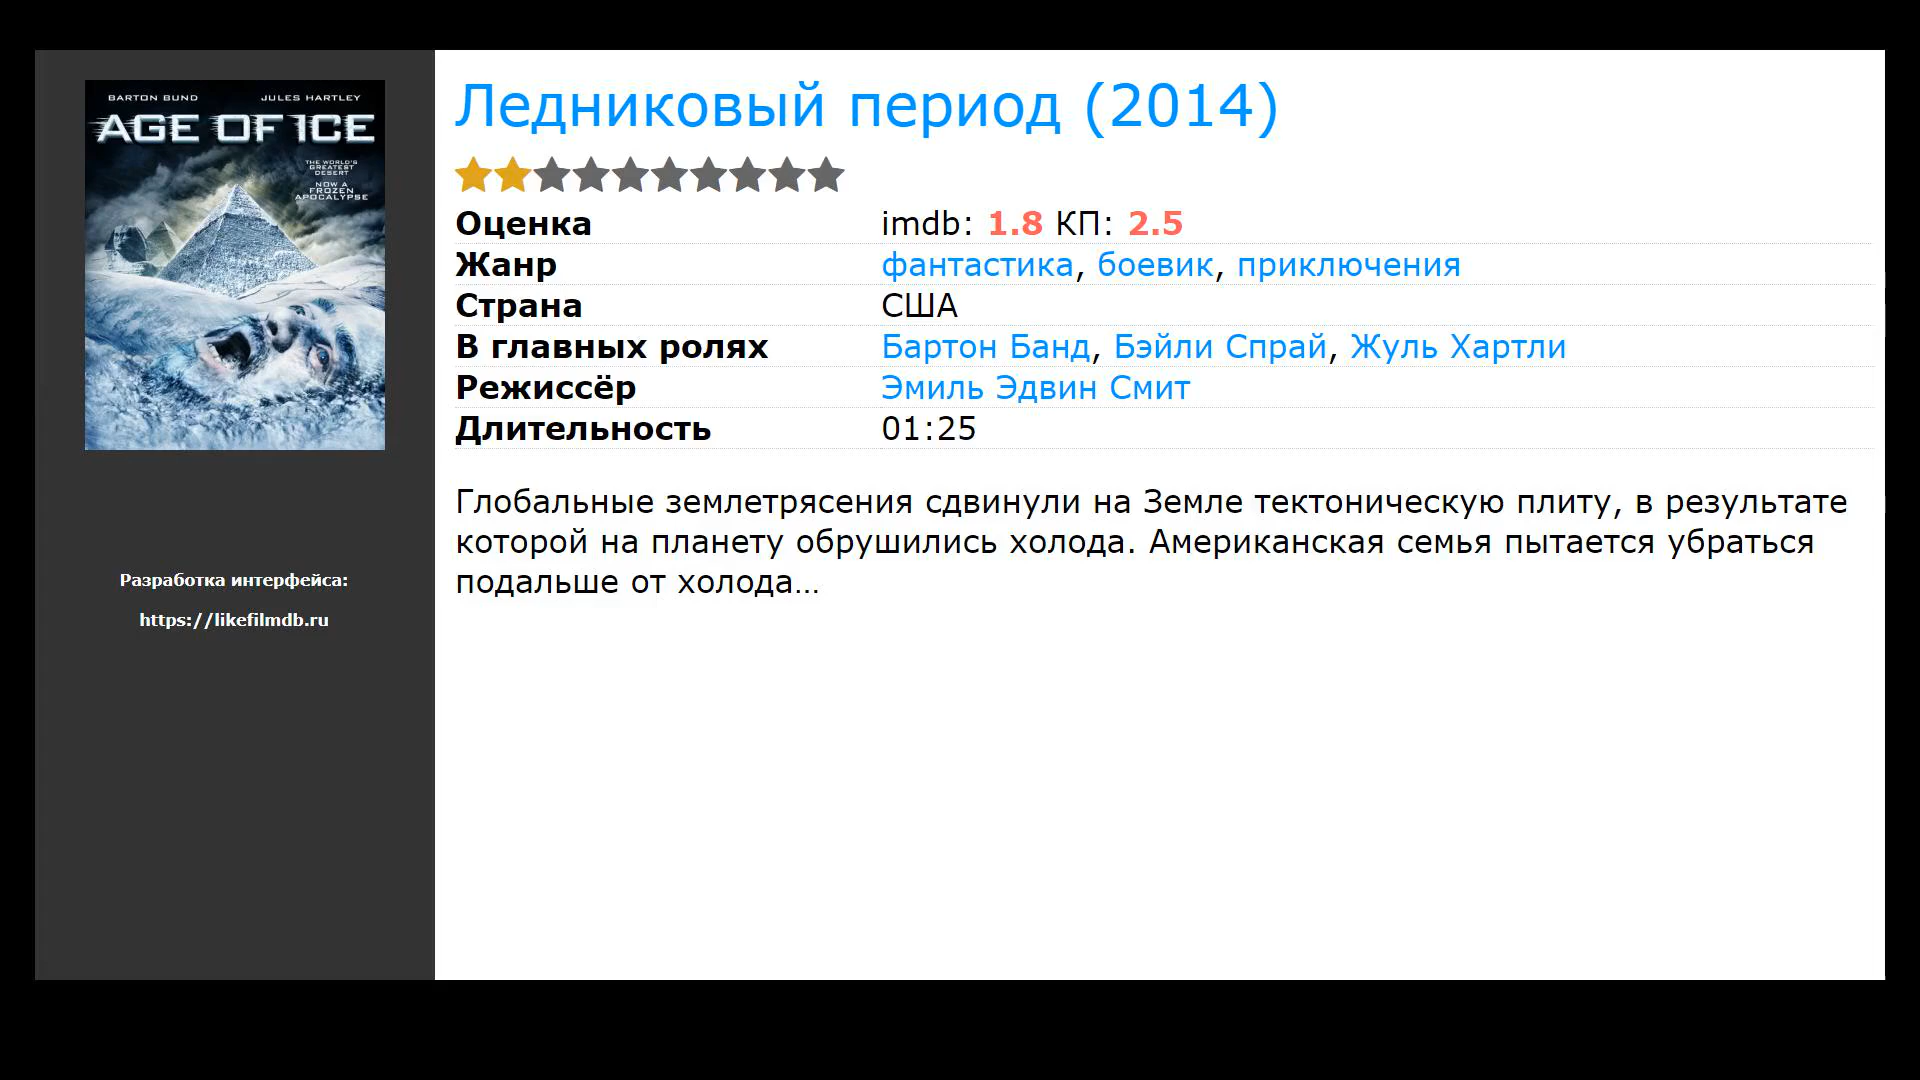 BARTON BUND JULES HARTLEY
AGE OF ICE
THE WORLD'S
GREATEST
DESERT
NOW A
FROZEN
APOCALYPSE
Разработка интерфейса:
https://likefilmdb.ru
Ледниковый период (2014)
Оценка imdb: 1.8 КП: 2.5
Жанр фантастика, боевик, приключения
Страна США
В главных ролях Бартон Банд, Бэйли Спрай, Жуль Хартли
Режиссёр Эмиль Эдвин Смит
Длительность 01:25
Глобальные землетрясения сдвинули на Земле тектоническую плиту, в результате
которой на планету обрушились холода. Американская семья пытается убраться
подальше от холода...